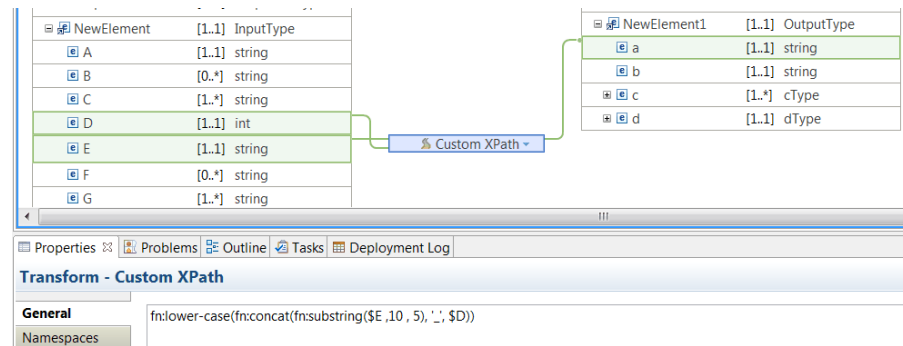 NewElement [1..1] InputType
A [1..1] string
B [0..*] string
C [1..*] string
D [1..1] int
E [1..1] string
F [0..*] string
G [1..*] string
Custom XPath
NewElement1 [1..1] OutputType
a [1..1] string
b [1..1] string
c [1..*] cType
d [1..1] dType
Properties Problems Outline Tasks Deployment Log
Transform - Custom XPath
General
fn:lower-case(fn:concat(fn:substring($E ,10 , 5), '_', $D))
Namespaces